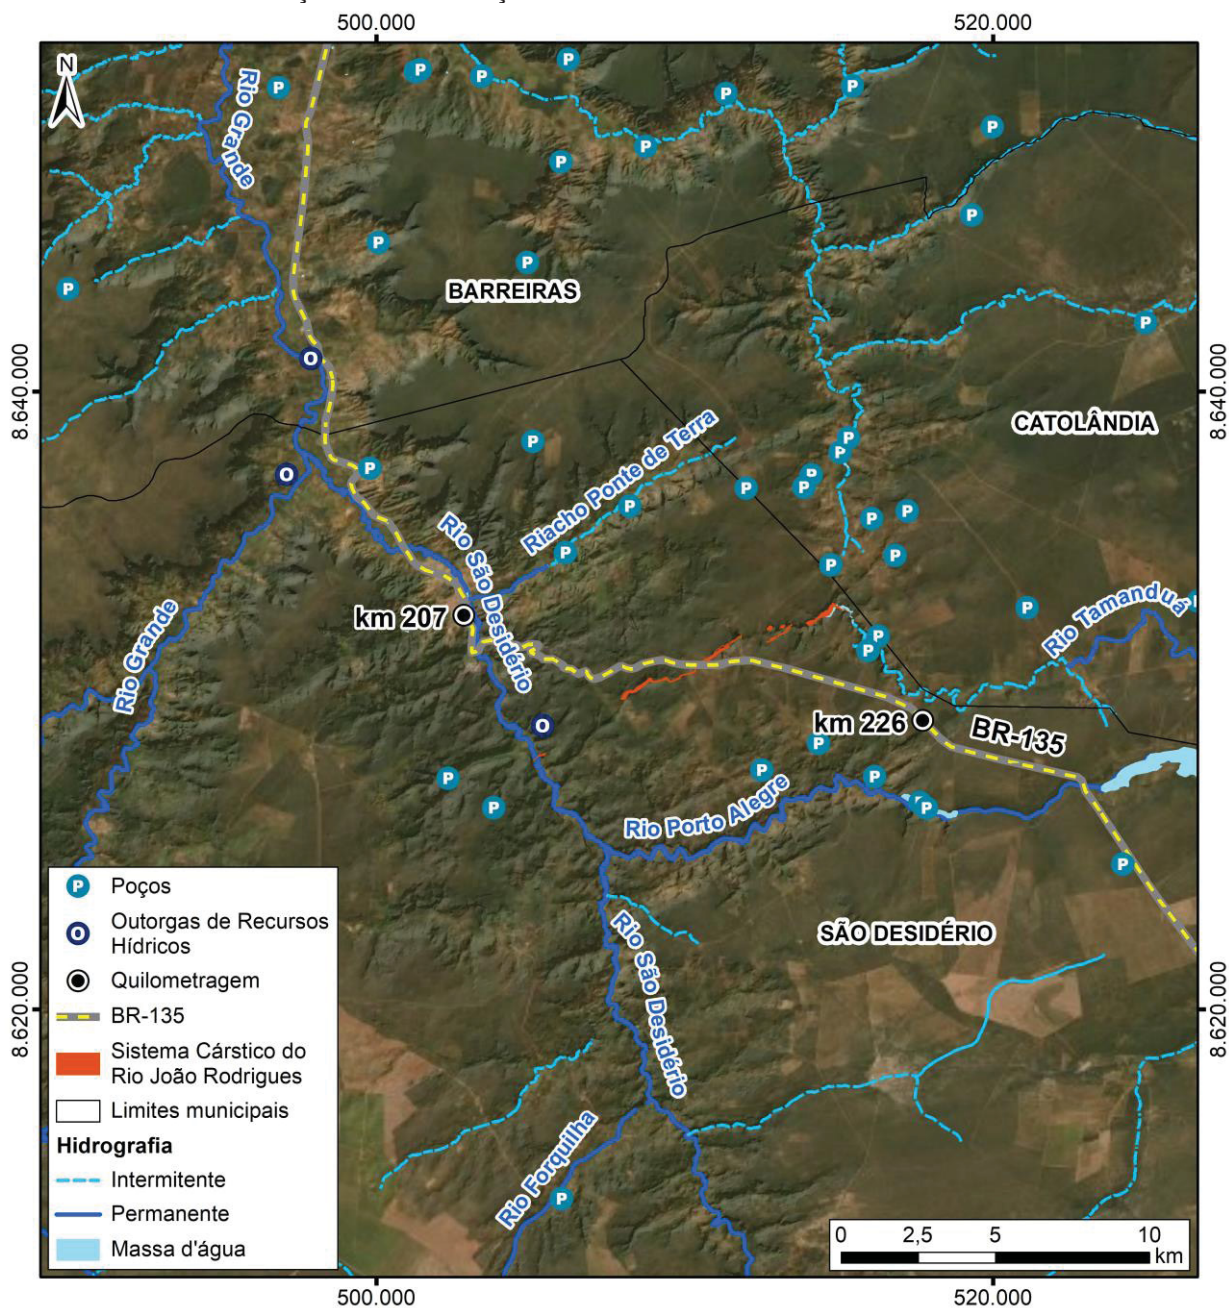 500.000
520.000
N
Rio Grande
P
P
P
P
P
P
P
P
P
P
P
P
P
P
BARREIRAS
P
O
8.640.000
8.640.000
CATOLÂNDIA
Riacho Ponte de Terra
P
P
P
P
P
P
P
O
P
P
P
P
P
P
P
Rio São Desidério
Rio Tamanduá
P
km 207
P
P
Rio Grande
km 226
BR-135
O
P
P
P
P
P
P
P
Rio Porto Alegre
P
P
SÃO DESIDÉRIO
Rio São Desidério
8.620.000
8.620.000
Rio Forquilha
P
P Poços
O Outorgas de Recursos
Hídricos
Quilometragem
BR-135
Sistema Cárstico do
Rio João Rodrigues
Limites municipais
Hidrografia
Intermitente
Permanente
Massa d'água
0 2,5 5 10
km
500.000
520.000